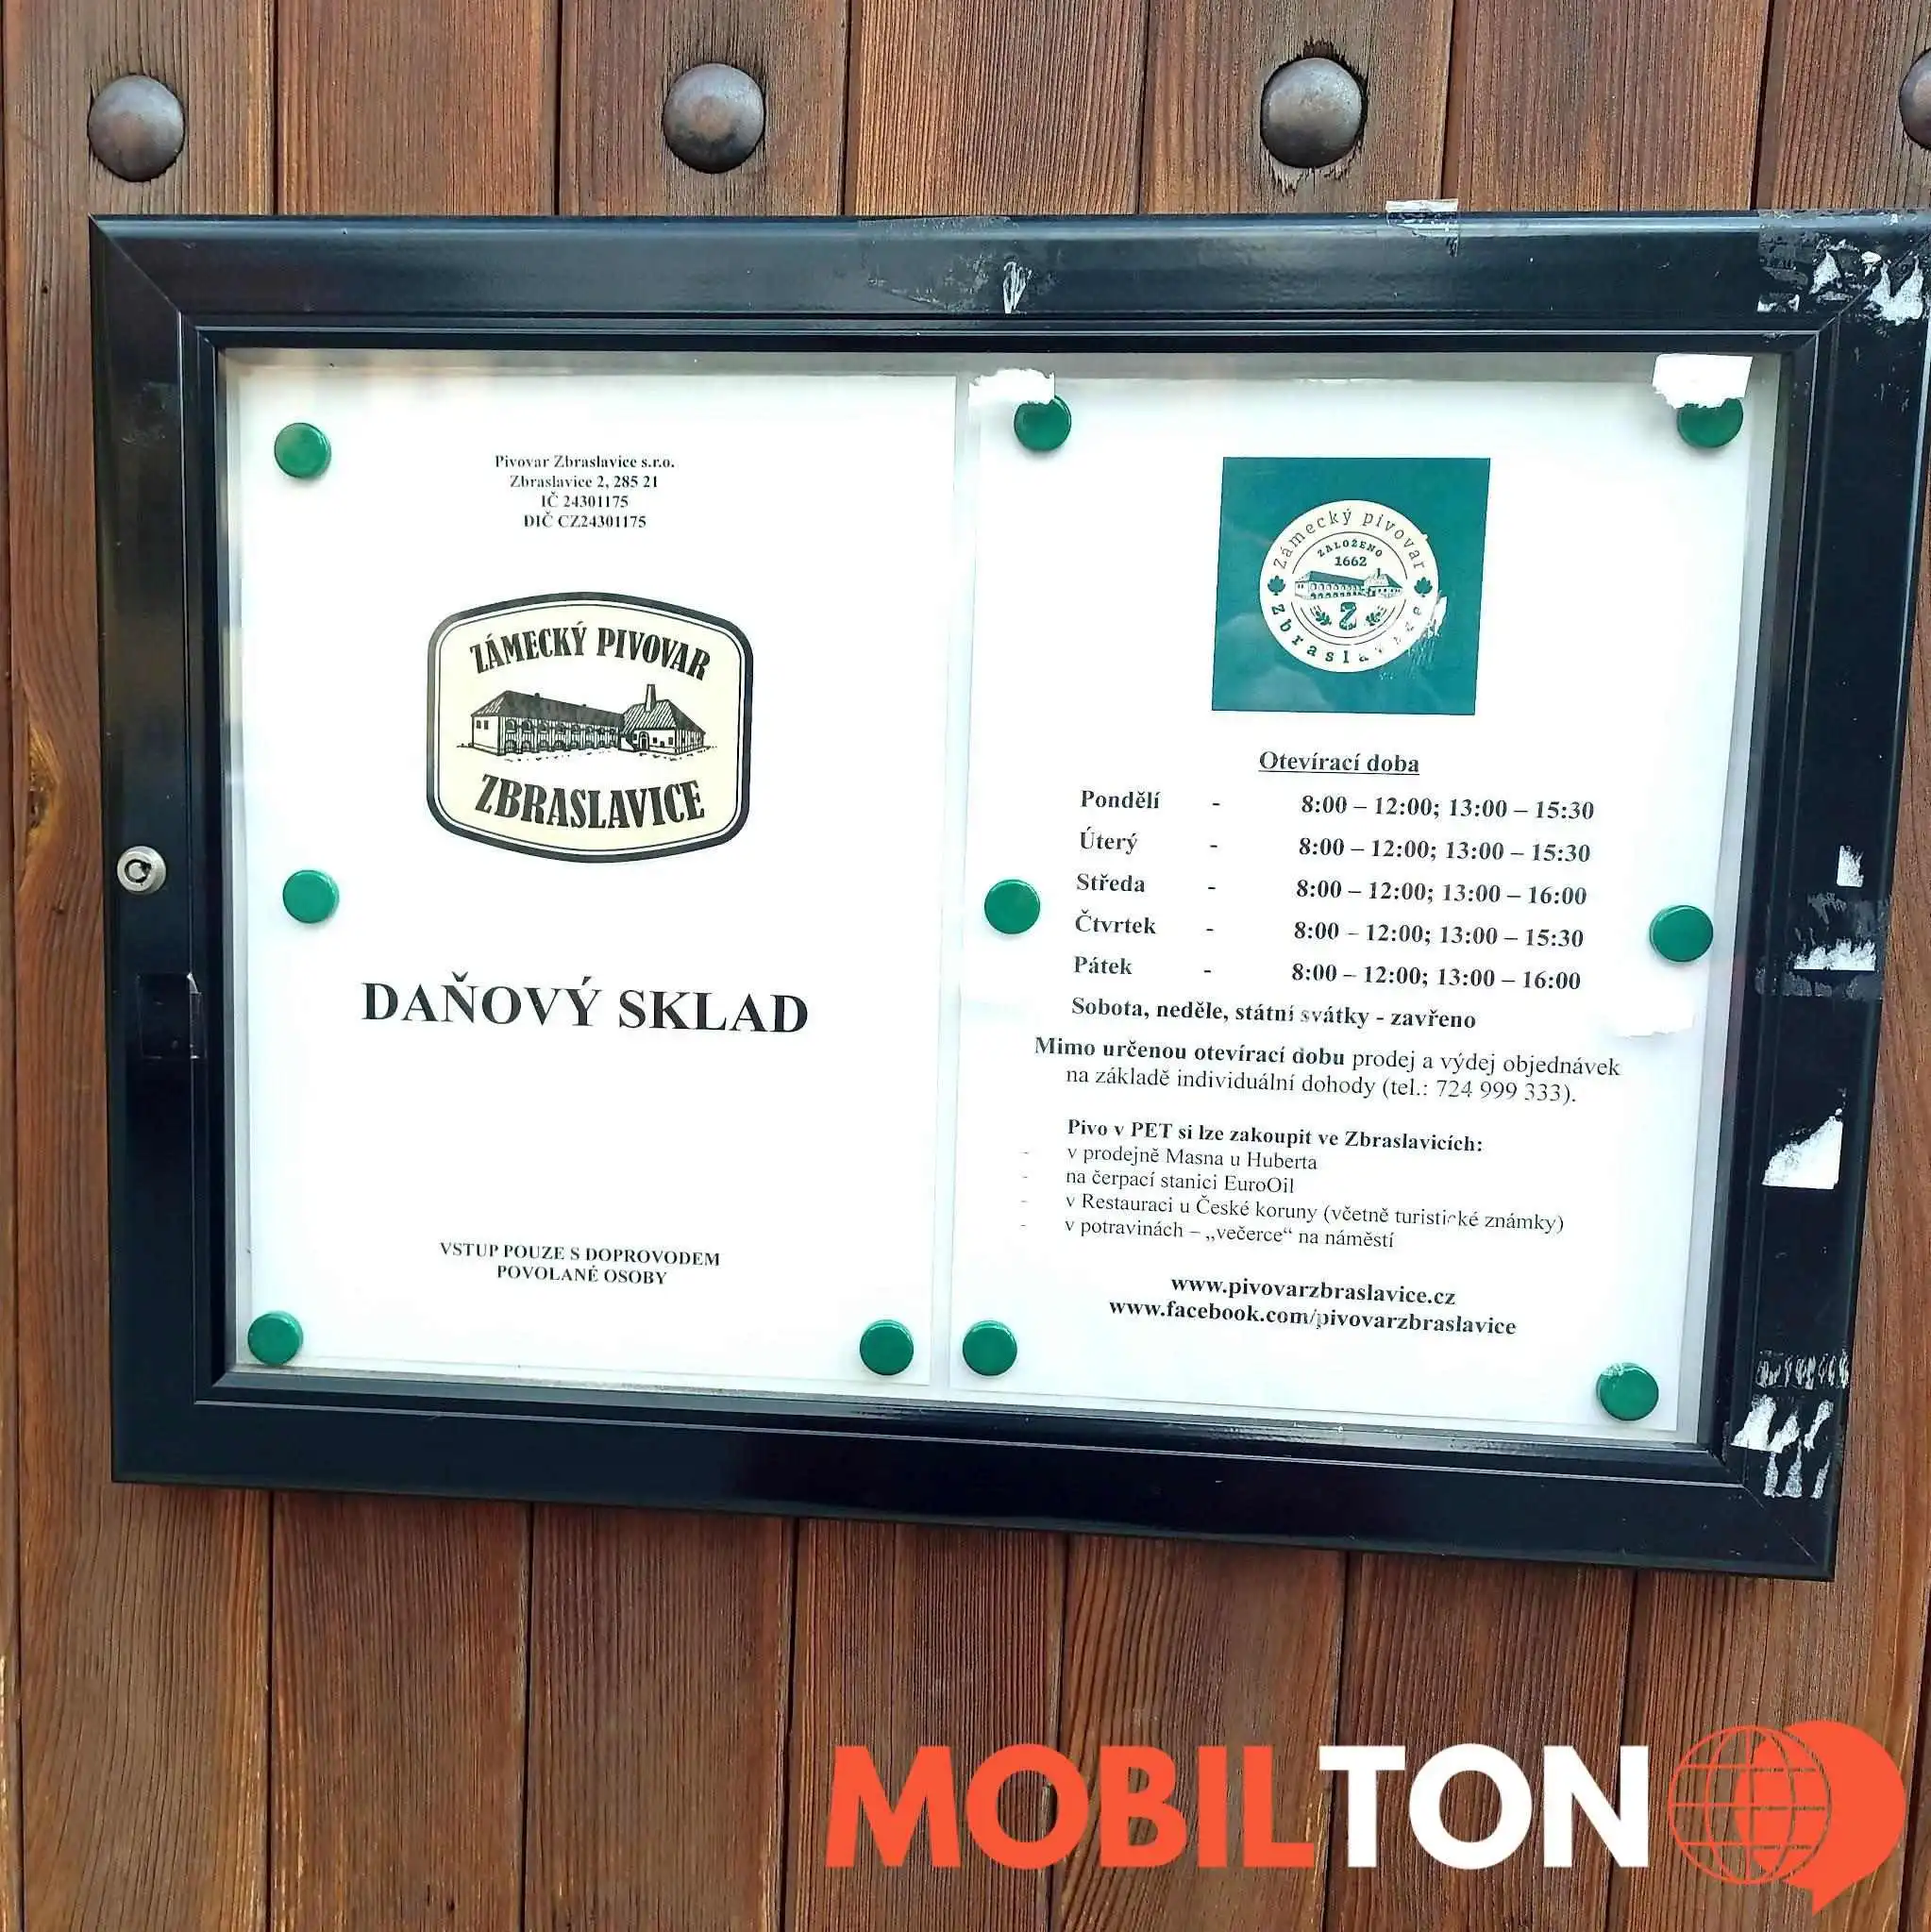 Pivovar Zbraslavice s.r.o.
Zbraslavice 2, 285 21
IČ 24301175
DIČ CZ24301175
ZÁMECKÝ PIVOVAR
ZBRASLAVICE
DAŇOVÝ SKLAD
VSTUP POUZE S DOPROVODEM
POVOLANÉ OSOBY
Zámecký pivovar
ZALOŽENO
1662
Z
Zbraslavice
Otevírací doba
Pondělí - 8:00 – 12:00; 13:00 – 15:30
Úterý - 8:00 – 12:00; 13:00 – 15:30
Středa - 8:00 – 12:00; 13:00 – 16:00
Čtvrtek - 8:00 – 12:00; 13:00 – 15:30
Pátek - 8:00 – 12:00; 13:00 – 16:00
Sobota, neděle, státní svátky - zavřeno
Mimo určenou otevírací dobu prodej a výdej objednávek
na základě individuální dohody (tel.: 724 999 333).
Pivo v PET si lze zakoupit ve Zbraslavicích:
- v prodejně Masna u Huberta
- na čerpací stanici EuroOil
- v Restauraci u České koruny (včetně turistické známky)
- v potravinách – „večerce“ na náměstí
www.pivovarzbraslavice.cz
www.facebook.com/pivovarzbraslavice
MOBILTON